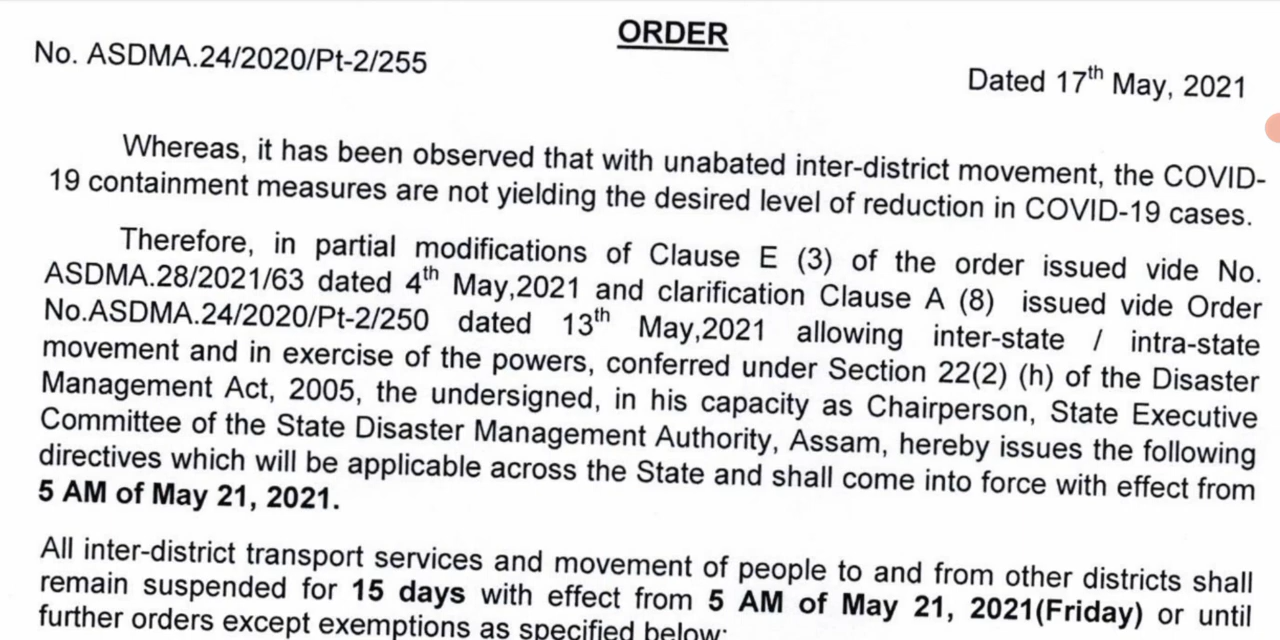 ORDER
No. ASDMA.24/2020/Pt-2/255
Dated 17th May, 2021
Whereas, it has been observed that with unabated inter-district movement, the COVID-
19 containment measures are not yielding the desired level of reduction in COVID-19 cases.
Therefore, in partial modifications of Clause E (3) of the order issued vide No.
ASDMA.28/2021/63 dated 4th May,2021 and clarification Clause A (8) issued vide Order
No.ASDMA.24/2020/Pt-2/250 dated 13th May,2021 allowing inter-state / intra-state
movement and in exercise of the powers, conferred under Section 22(2) (h) of the Disaster
Management Act, 2005, the undersigned, in his capacity as Chairperson, State Executive
Committee of the State Disaster Management Authority, Assam, hereby issues the following
directives which will be applicable across the State and shall come into force with effect from
5 AM of May 21, 2021.
All inter-district transport services and movement of people to and from other districts shall
remain suspended for 15 days with effect from 5 AM of May 21, 2021(Friday) or until
further orders except exemptions as specified below: